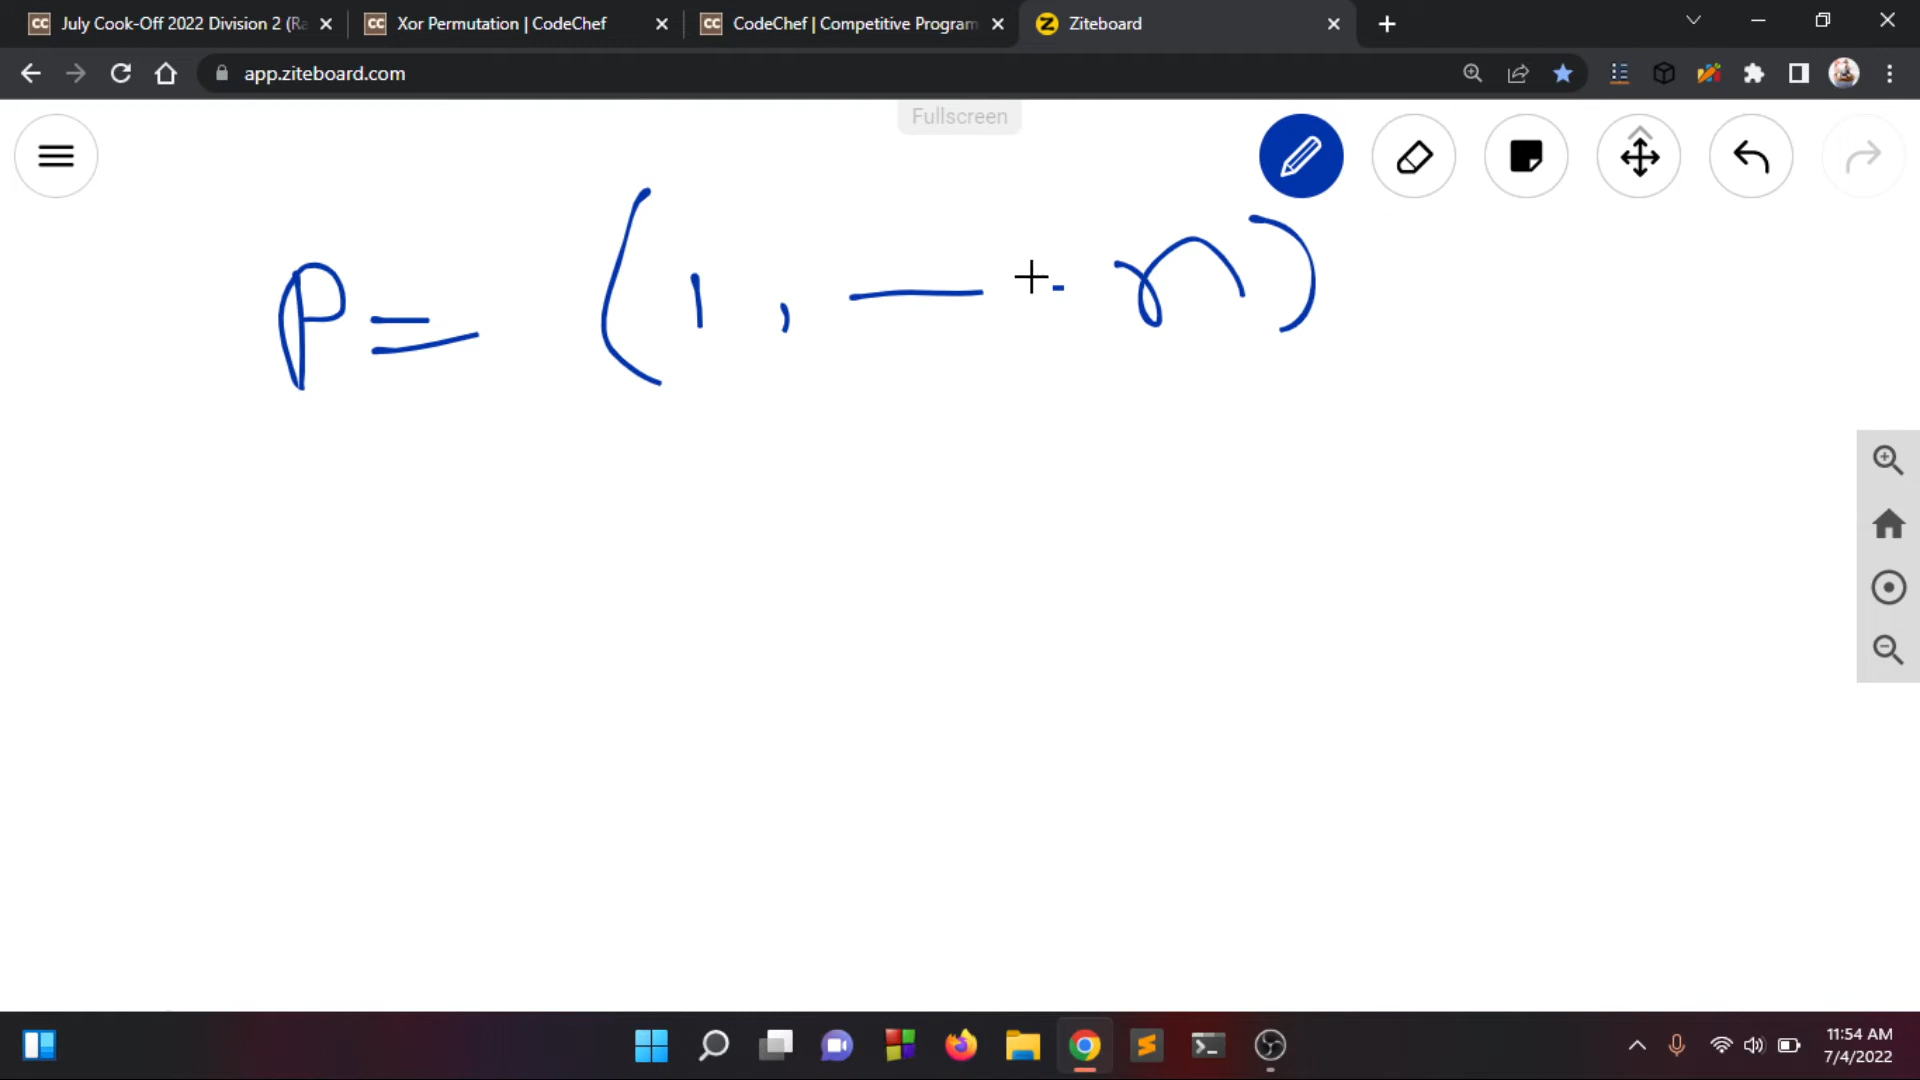 July Cook-Off 2022 Division 2 (Ra
Xor Permutation | CodeChef
CodeChef | Competitive Program
Ziteboard
app.ziteboard.com
Fullscreen
P = (1, — - n)
11:54 AM
7/4/2022